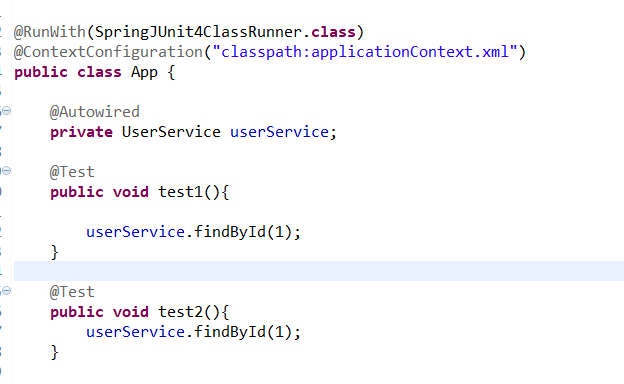 @RunWith(SpringJUnit4ClassRunner.class)
@ContextConfiguration("classpath:applicationContext.xml")
public class App {
@Autowired
private UserService userService;
@Test
public void test1(){
userService.findById(1);
}
@Test
public void test2(){
userService.findById(1);
}